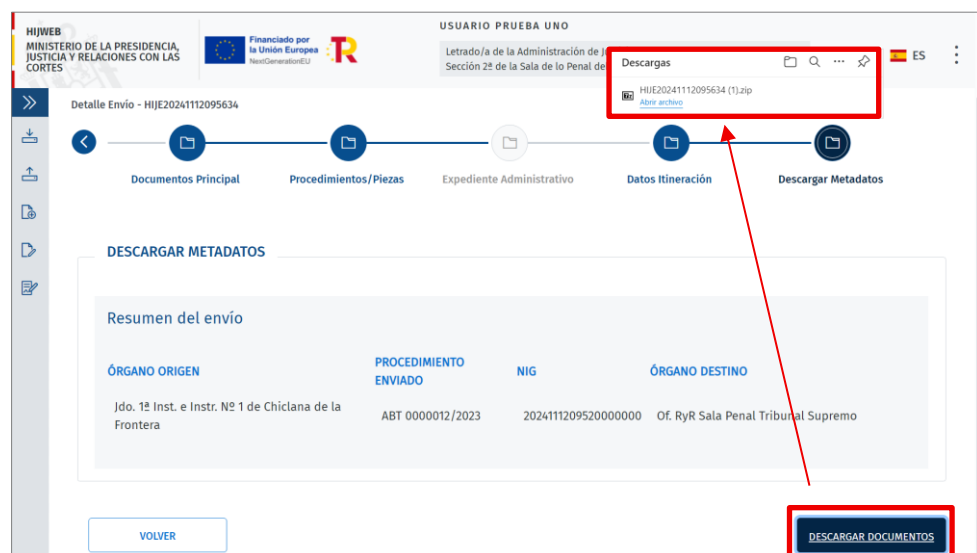 HIJWEB
MINISTERIO DE LA PRESIDENCIA,
JUSTICIA Y RELACIONES CON LAS
CORTES
Financiado por
la Unión Europea
NextGenerationEU
TR
USUARIO PRUEBA UNO
Letrado/a de la Administración de
Sección 2ª de la Sala de lo Penal de
Descargas
HIJE20241112095634 (1).zip
Abrir archivo
ES
Detalle Envío - HIJE20241112095634
Documentos Principal
Procedimientos/Piezas
Expediente Administrativo
Datos Itineración
Descargar Metadatos
DESCARGAR METADATOS
Resumen del envío
ÓRGANO ORIGEN
PROCEDIMIENTO
ENVIADO
NIG
ÓRGANO DESTINO
Jdo. 1ª Inst. e Instr. Nº 1 de Chiclana de la
Frontera
ABT 0000012/2023
2024111209520000000
Of. RyR Sala Penal Tribunal Supremo
VOLVER
DESCARGAR DOCUMENTOS